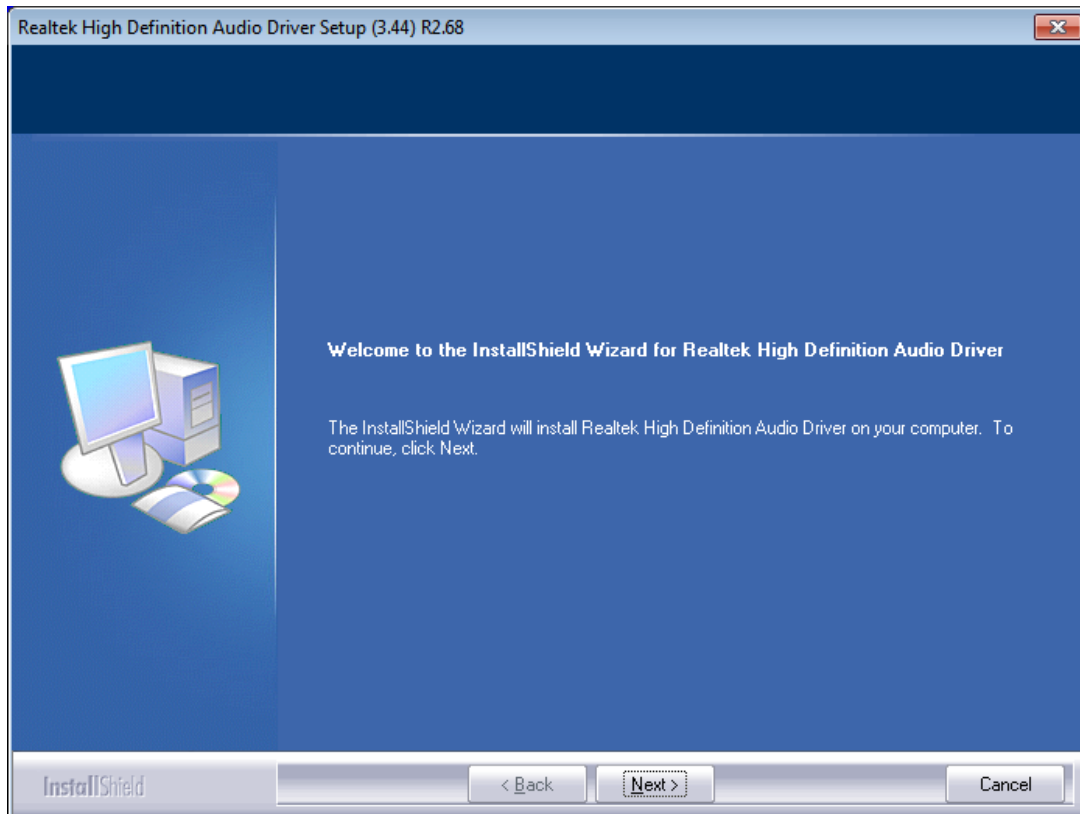 Realtek High Definition Audio Driver Setup (3.44) R2.68
Welcome to the InstallShield Wizard for Realtek High Definition Audio Driver
The InstallShield Wizard will install Realtek High Definition Audio Driver on your computer. To
continue, click Next.
InstallShield
< Back
Next >
Cancel